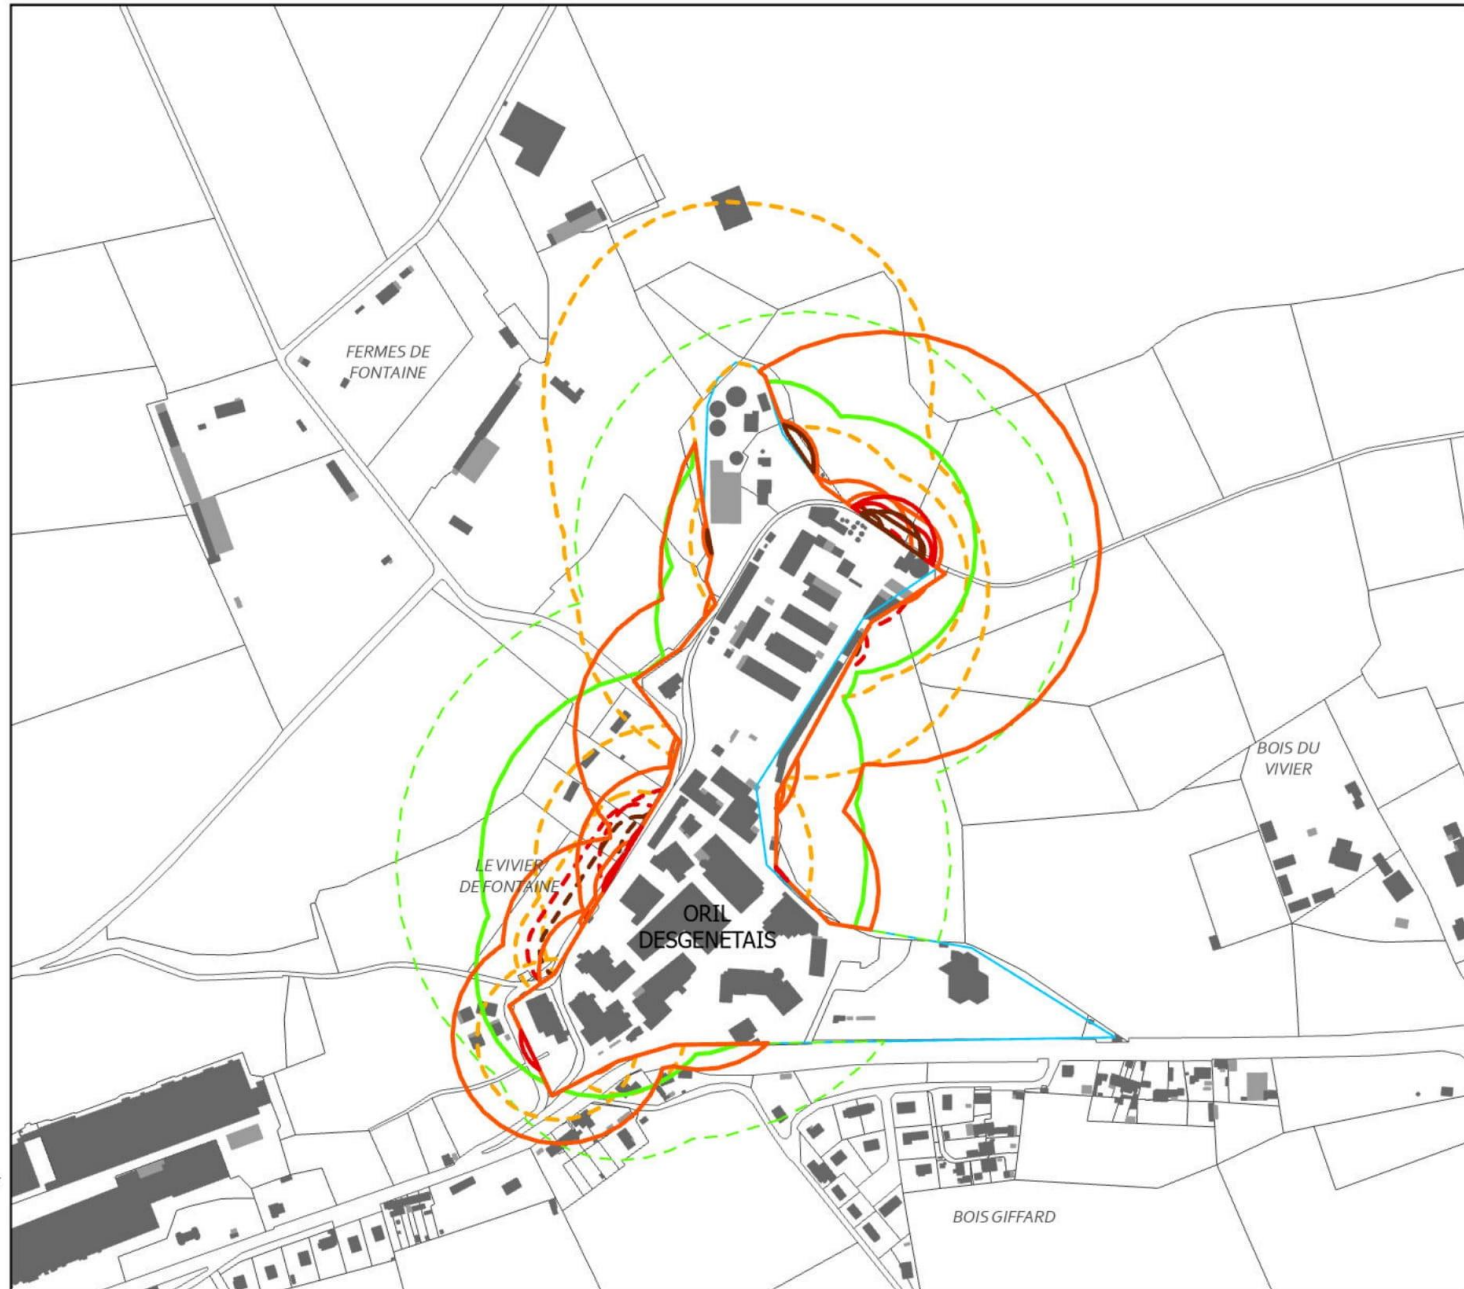 FERMES DE
FONTAINE
BOIS DU
VIVIER
LE VIVIER
DE FONTAINE
ORIL
DESGENETAIS
BOIS GIFFARD